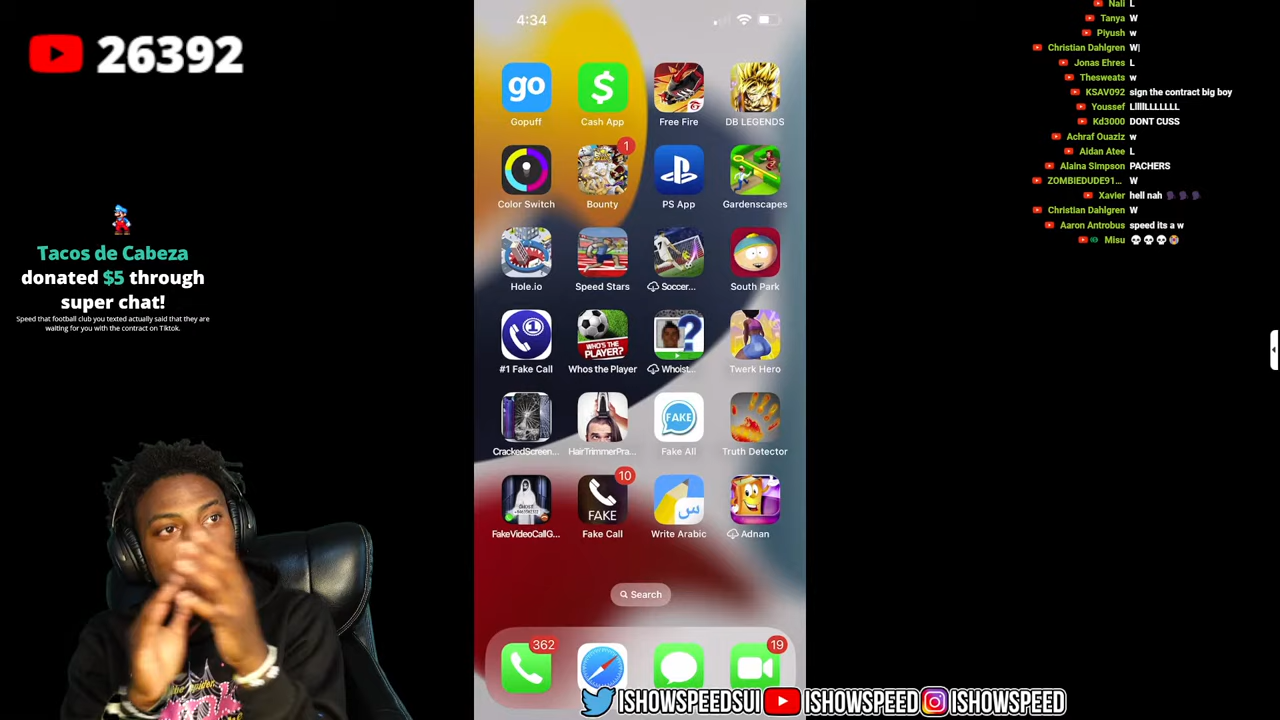 26392
Tacos de Cabeza
donated $5 through
super chat!
Speed that football club you texted actually said that they are
waiting for you with the contract on Tiktok.
4:34
go
$
Gopuff
Cash App
Free Fire
DB LEGENDS
1
Color Switch
Bounty
PS App
Gardenscapes
Hole.io
Speed Stars
Soccer...
South Park
1
WHO'S THE
PLAYER?
?
#1 Fake Call
Whos the Player
Whoist...
Twerk Hero
FAKE
CrackedScreen...
HairTrimmerPra...
Fake All
Truth Detector
10
FAKE
س
FakeVideoCallG...
Fake Call
Write Arabic
Adnan
Search
362
19
ISHOWSPEEDSUI
ISHOWSPEED
ISHOWSPEED
Nali L
Tanya W
Piyush w
Christian Dahlgren W|
Jonas Ehres L
Thesweats w
KSAV092 sign the contract big boy
Youssef LIIIILLLLLLL
Kd3000 DONT CUSS
Achraf Ouaziz w
Aidan Atee L
Alaina Simpson PACHERS
ZOMBIEDUDE91... W
Xavier hell nah
Christian Dahlgren W
Aaron Antrobus speed its a w
Misu